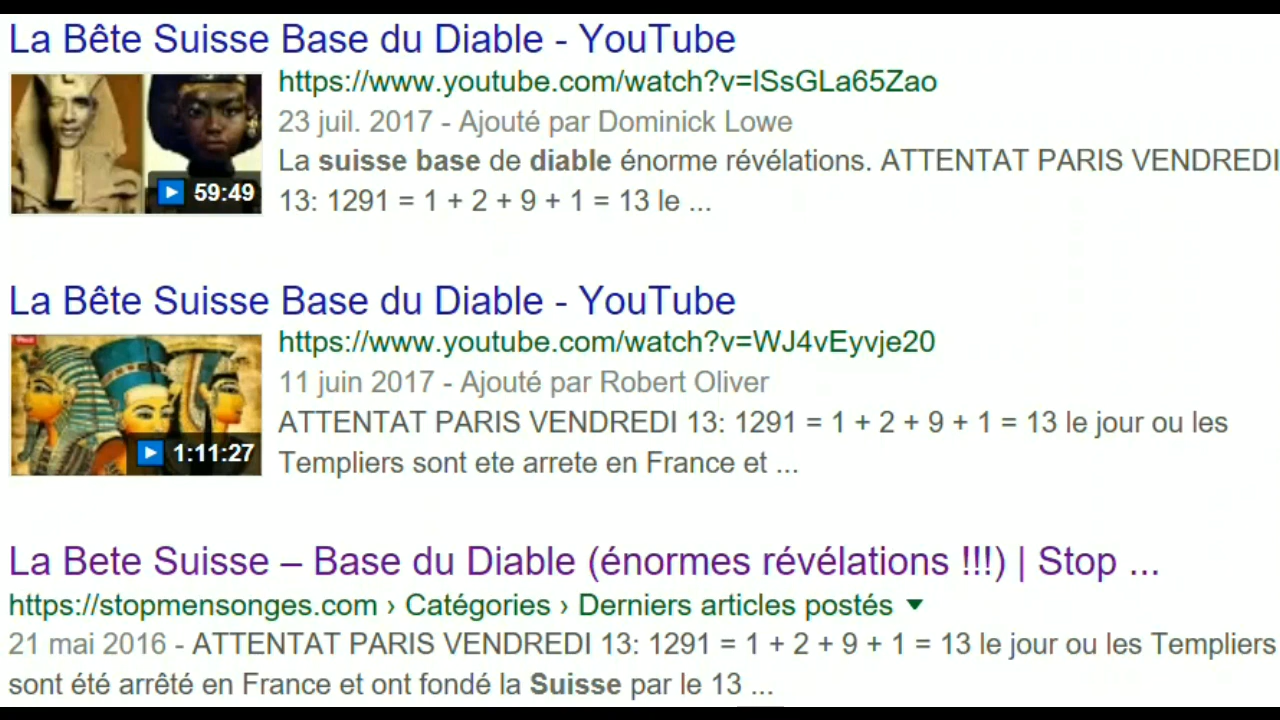 La Bête Suisse Base du Diable - YouTube
https://www.youtube.com/watch?v=lSsGLa65Zao
23 juil. 2017 - Ajouté par Dominick Lowe
La suisse base de diable énorme révélations. ATTENTAT PARIS VENDREDI
13: 1291 = 1 + 2 + 9 + 1 = 13 le ...
59:49
La Bête Suisse Base du Diable - YouTube
https://www.youtube.com/watch?v=WJ4vEyvje20
11 juin 2017 - Ajouté par Robert Oliver
ATTENTAT PARIS VENDREDI 13: 1291 = 1 + 2 + 9 + 1 = 13 le jour ou les
Templiers sont ete arrete en France et ...
1:11:27
La Bete Suisse – Base du Diable (énormes révélations !!!) | Stop ...
https://stopmensonges.com › Catégories › Derniers articles postés
21 mai 2016 - ATTENTAT PARIS VENDREDI 13: 1291 = 1 + 2 + 9 + 1 = 13 le jour ou les Templiers
sont été arrêté en France et ont fondé la Suisse par le 13 ...